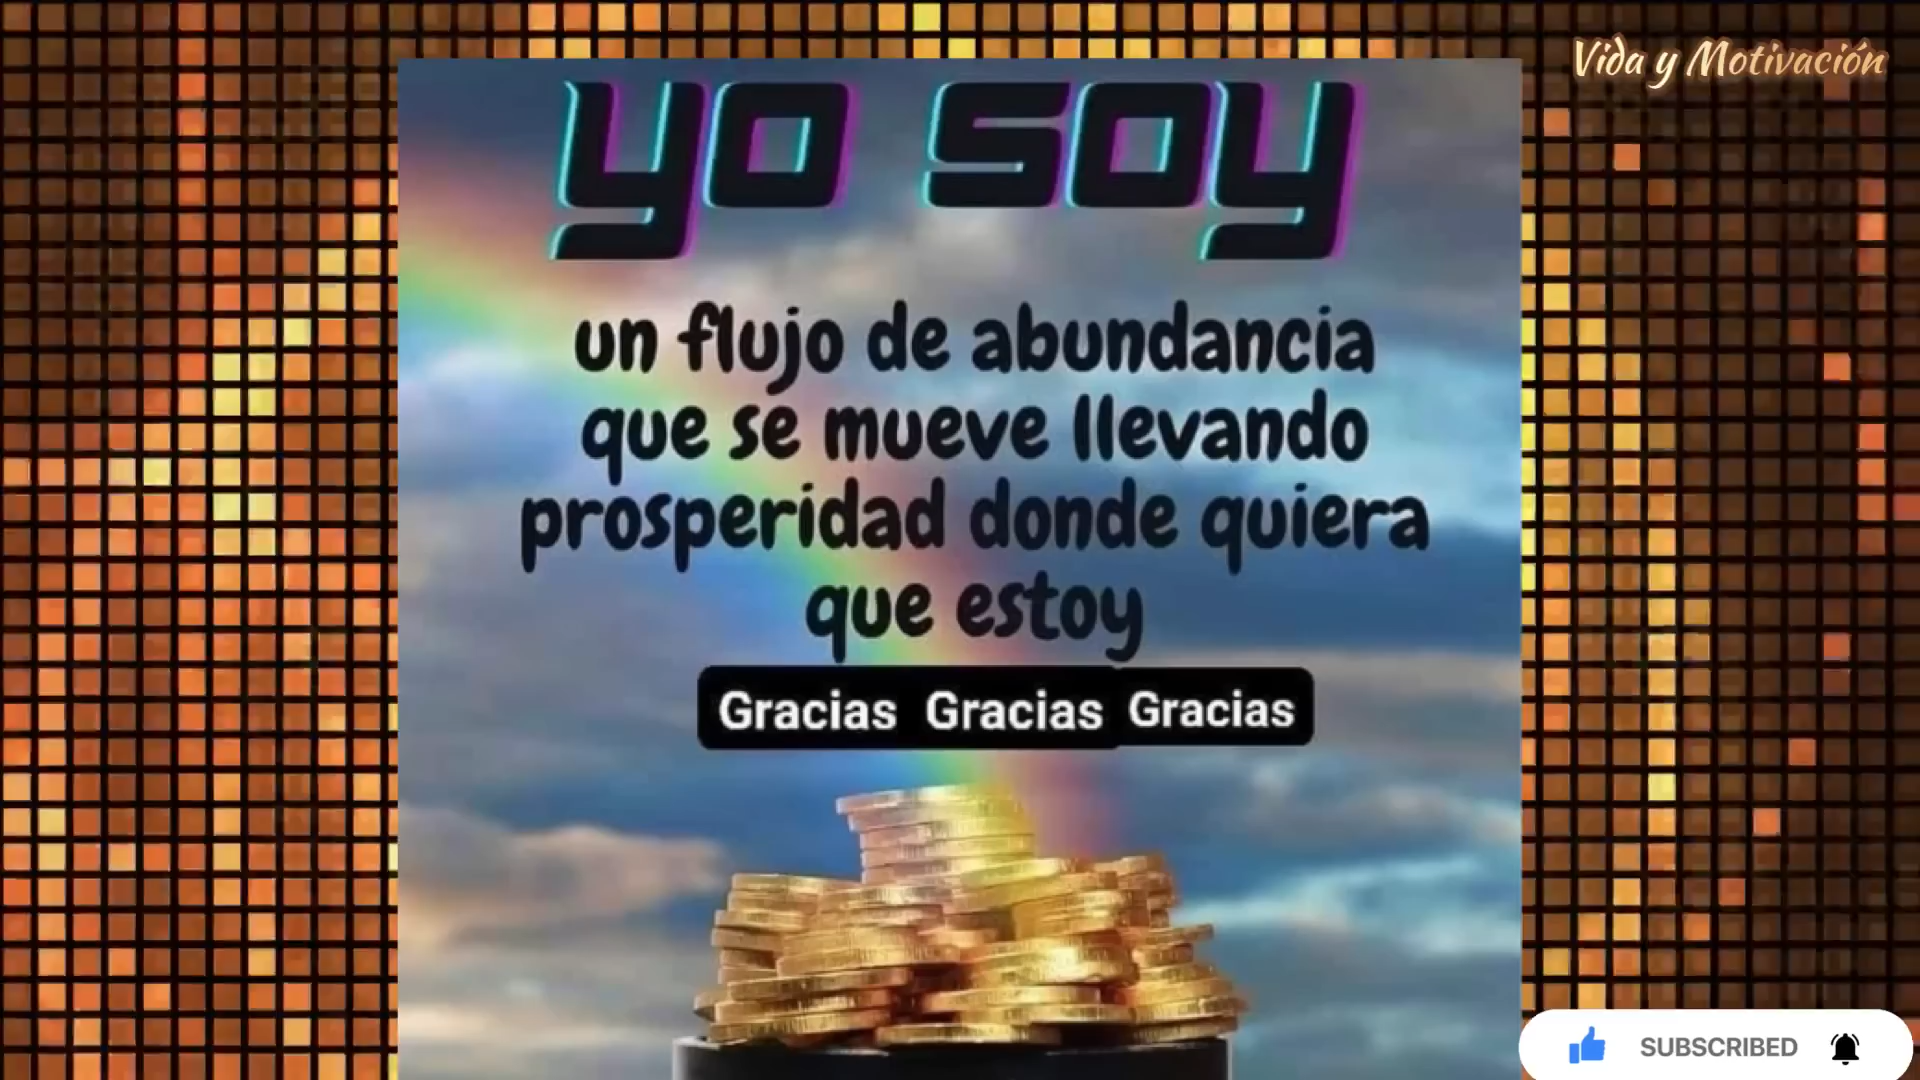 Vida y Motivación
yo soy
un flujo de abundancia
que se mueve llevando
prosperidad donde quiera
que estoy
Gracias Gracias Gracias
SUBSCRIBED